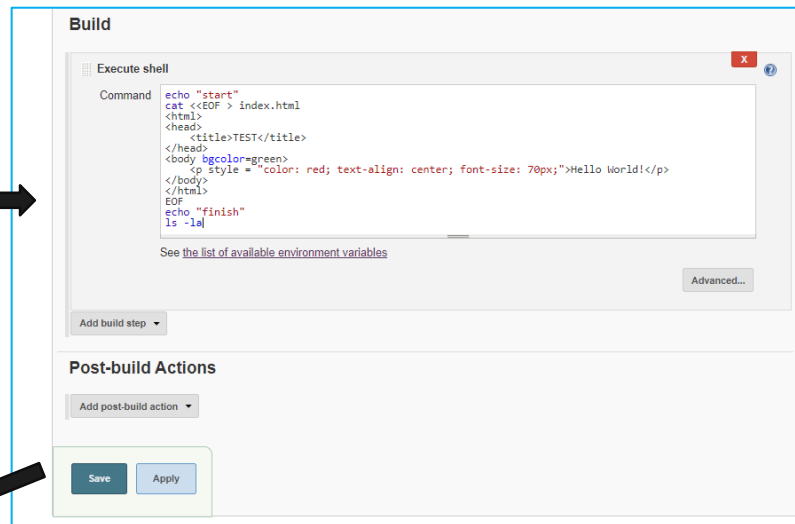 Build
Execute shell
X
?
Command
echo "start"
cat <<EOF > index.html
<html>
<head>
    <title>TEST</title>
</head>
<body bgcolor=green>
    <p style = "color: red; text-align: center; font-size: 70px;">Hello World!</p>
</body>
</html>
EOF
echo "finish"
ls -la
See the list of available environment variables
Advanced...
Add build step
Post-build Actions
Add post-build action
Save Apply